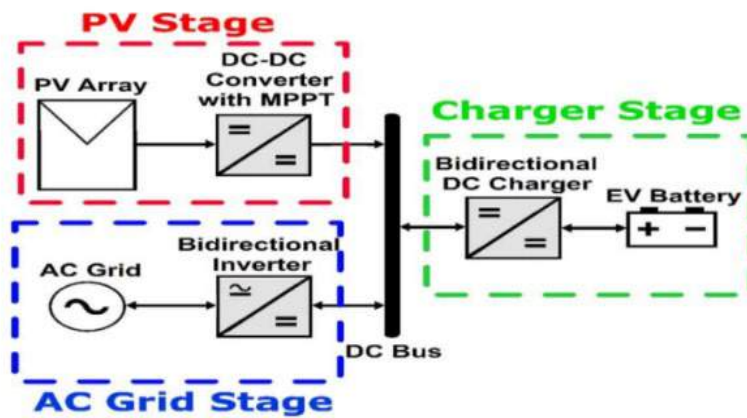 PV Stage
PV Array
DC-DC
Converter
with MPPT
Charger Stage
Bidirectional
DC Charger
EV Battery
+ −
AC Grid
Bidirectional
Inverter
DC Bus
AC Grid Stage